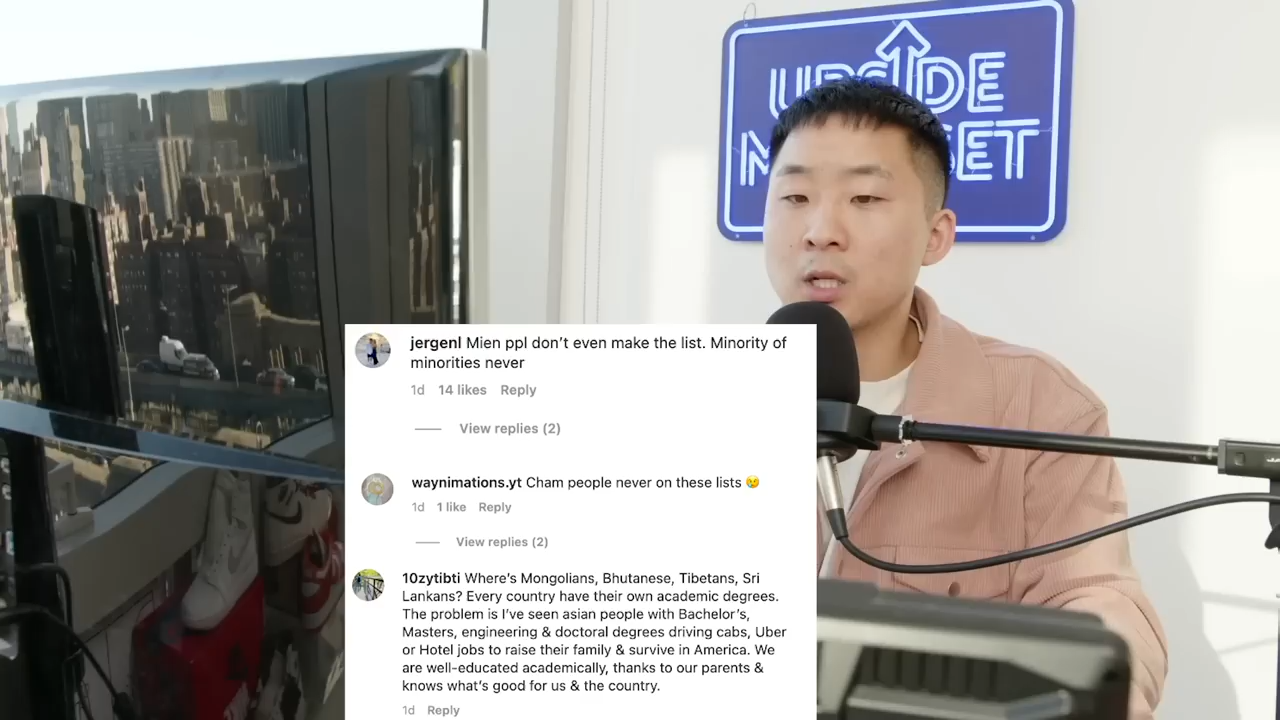 UPSIDE
jergenl Mien ppl don't even make the list. Minority of
minorities never
1d 14 likes Reply
View replies (2)
waynimations.yt Cham people never on these lists 😢
1d 1 like Reply
View replies (2)
10zytibti Where's Mongolians, Bhutanese, Tibetans, Sri
Lankans? Every country have their own academic degrees.
The problem is I've seen asian people with Bachelor's,
Masters, engineering & doctoral degrees driving cabs, Uber
or Hotel jobs to raise their family & survive in America. We
are well-educated academically, thanks to our parents &
knows what's good for us & the country.
1d Reply